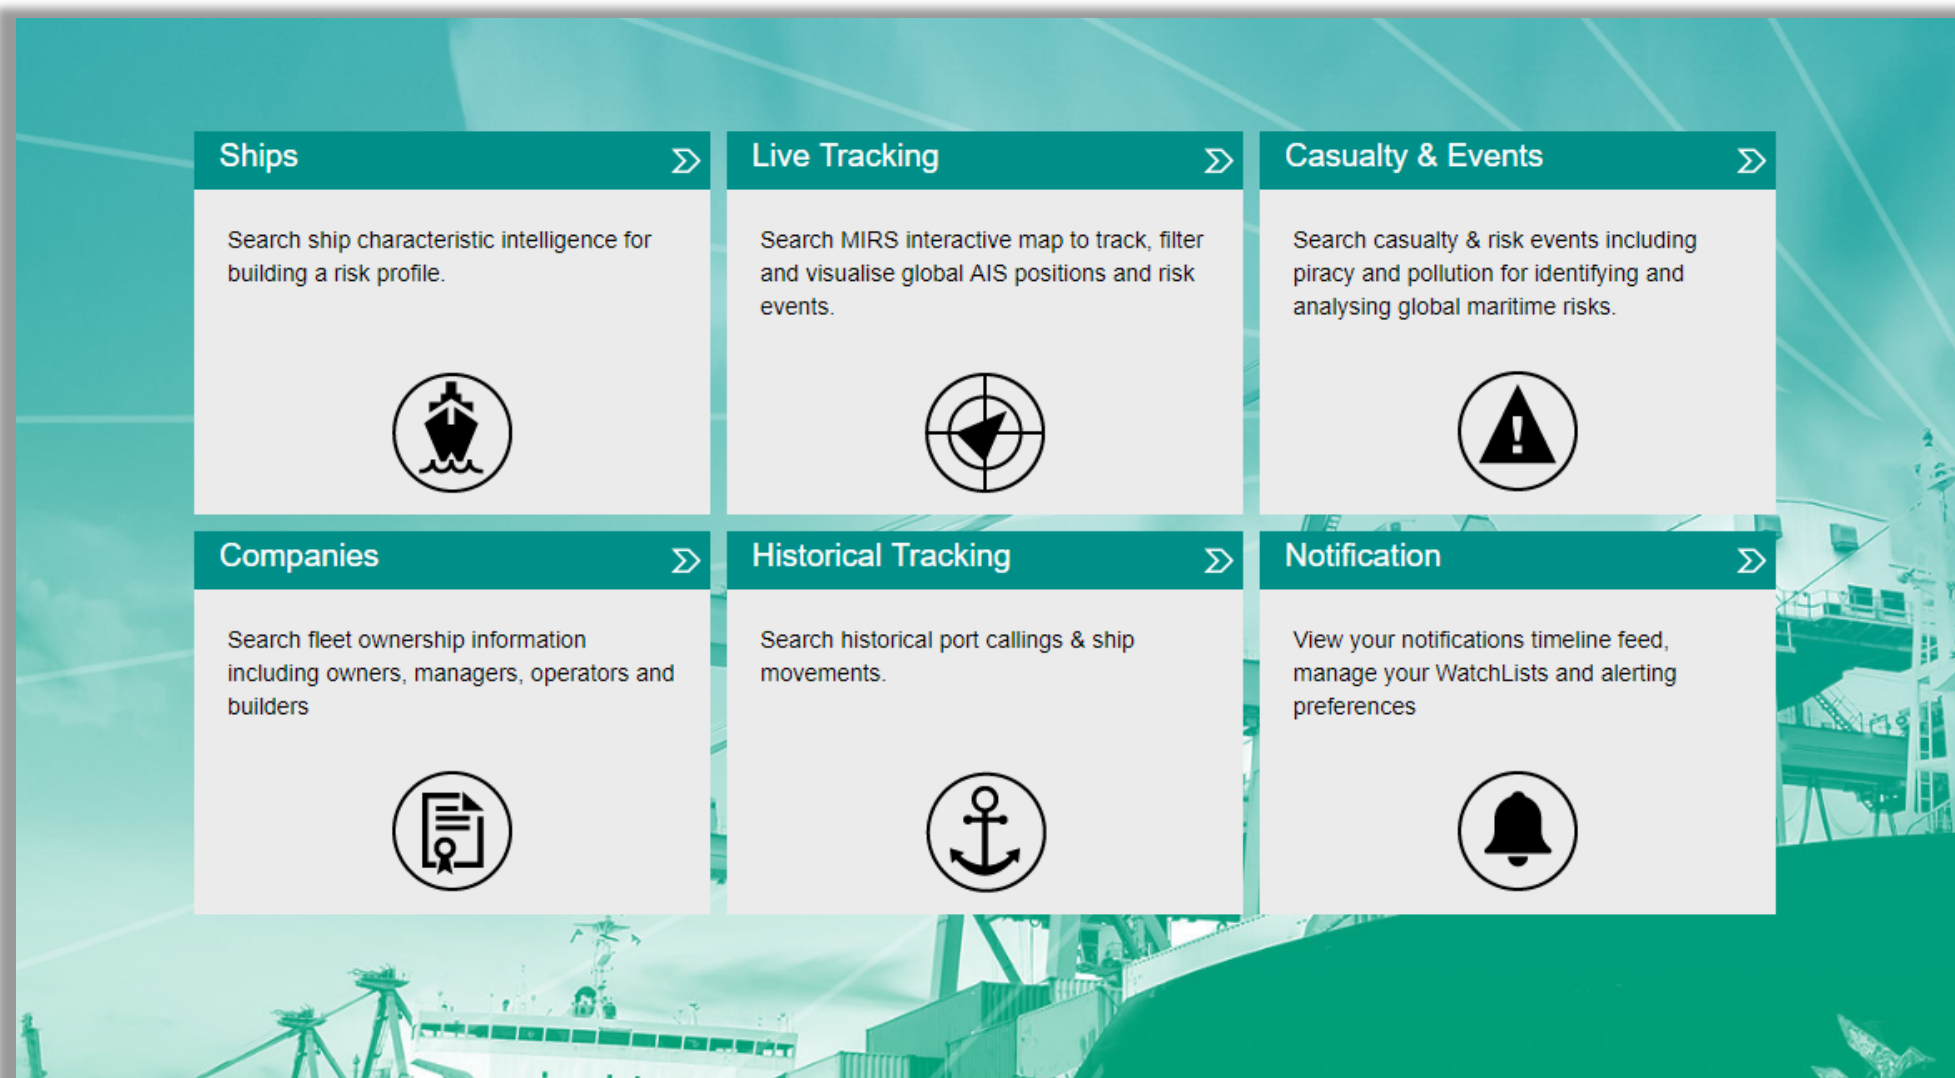 Ships
Search ship characteristic intelligence for
building a risk profile.
Live Tracking
Search MIRS interactive map to track, filter
and visualise global AIS positions and risk
events.
Casualty & Events
Search casualty & risk events including
piracy and pollution for identifying and
analysing global maritime risks.
Companies
Search fleet ownership information
including owners, managers, operators and
builders
Historical Tracking
Search historical port callings & ship
movements.
Notification
View your notifications timeline feed,
manage your WatchLists and alerting
preferences